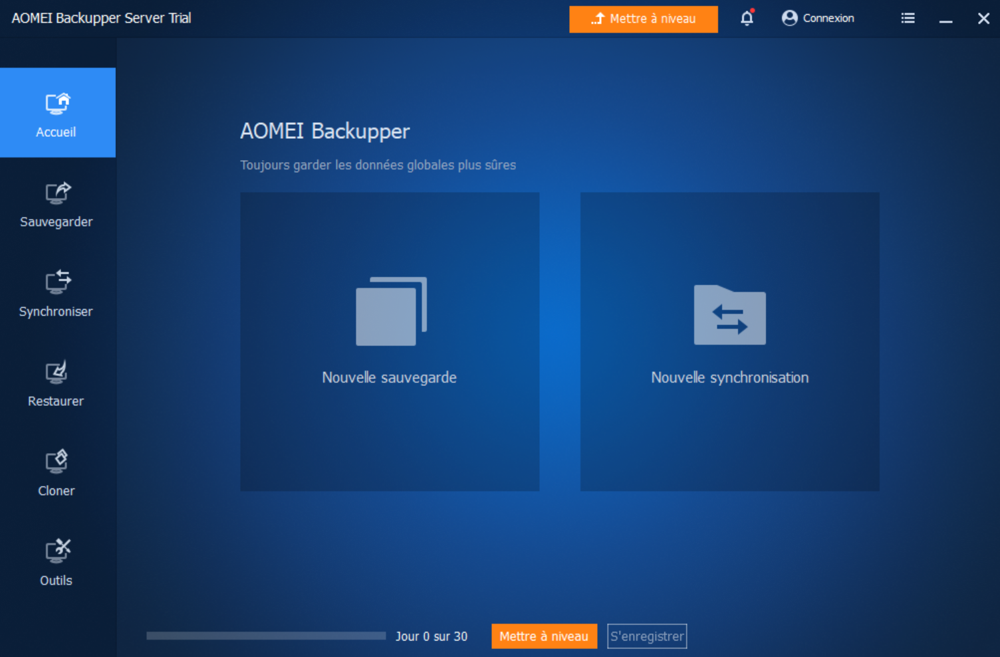 AOMEI Backupper Server Trial
Mettre à niveau
Connexion
Accueil
Sauvegarder
Synchroniser
Restaurer
Cloner
Outils
AOMEI Backupper
Toujours garder les données globales plus sûres
Nouvelle sauvegarde
Nouvelle synchronisation
Jour 0 sur 30
Mettre à niveau
S'enregistrer